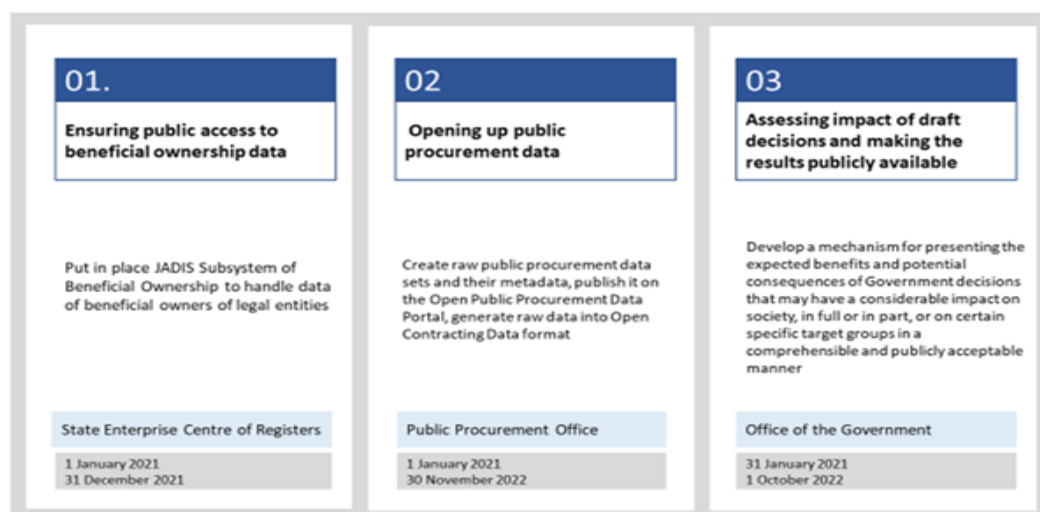 01.
Ensuring public access to
beneficial ownership data
Put in place JADIS Subsystem of
Beneficial Ownership to handle data
of beneficial owners of legal entities
State Enterprise Centre of Registers
1 January 2021
31 December 2021
02
Opening up public
procurement data
Create raw public procurement data
sets and their metadata, publish it on
the Open Public Procurement Data
Portal, generate raw data into Open
Contracting Data format
Public Procurement Office
1 January 2021
30 November 2022
03
Assessing impact of draft
decisions and making the
results publicly available
Develop a mechanism for presenting the
expected benefits and potential
consequences of Government decisions
that may have a considerable impact on
society, in full or in part, or on certain
specific target groups in a
comprehensible and publicly acceptable
manner
Office of the Government
31 January 2021
1 October 2022